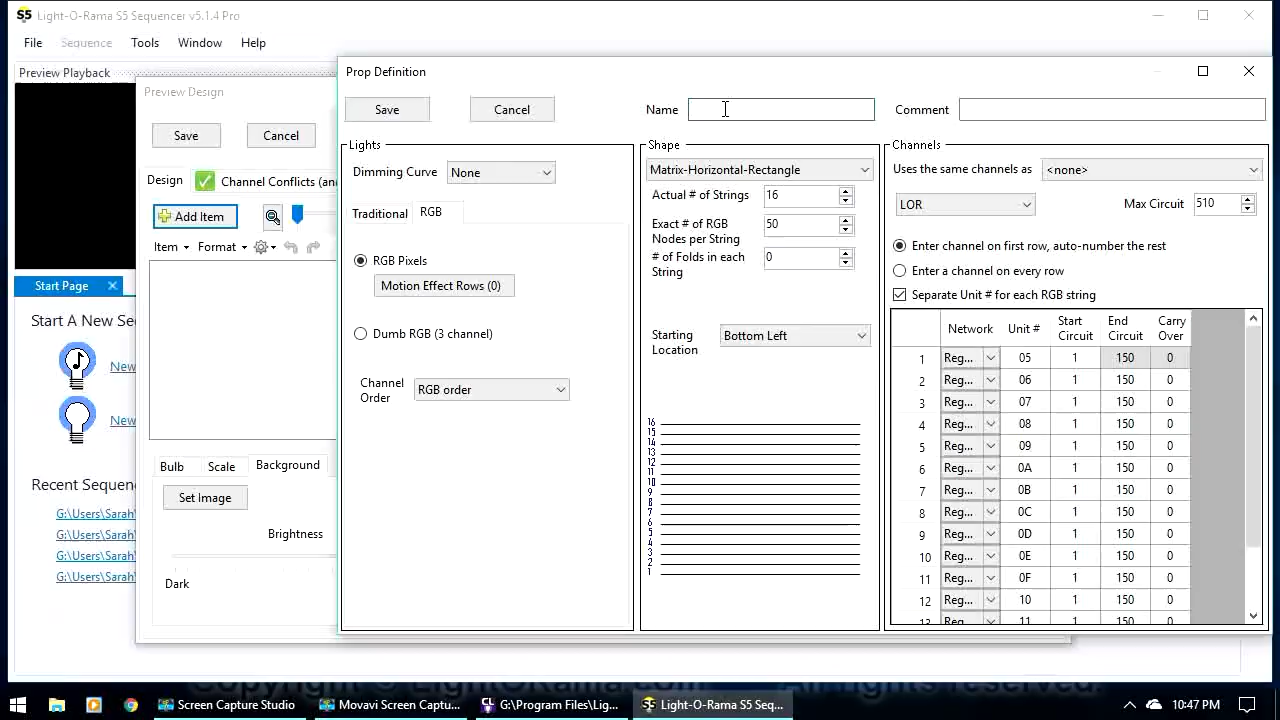 Light-O-Rama S5 Sequencer v5.1.4 Pro
File Sequence Tools Window Help
Preview Playback
Preview Design
Save Cancel
Design Channel Conflicts (an
Add Item
Item Format
Bulb Scale Background
Set Image
Brightness
Dark
Start Page
Start A New Se
New
New
Recent Sequen
G:\Users\Sarah\
G:\Users\Sarah\
G:\Users\Sarah\
G:\Users\Sarah\
Prop Definition
Save Cancel Name Comment
Lights
Dimming Curve None
Traditional RGB
RGB Pixels
Motion Effect Rows (0)
Dumb RGB (3 channel)
Channel
Order
RGB order
Shape
Matrix-Horizontal-Rectangle
Actual # of Strings 16
Exact # of RGB
Nodes per String
50
# of Folds in each
String
0
Starting
Location
Bottom Left
16
15
14
13
12
11
10
9
8
7
6
5
4
3
2
1
Channels
Uses the same channels as <none>
LOR Max Circuit 510
Enter channel on first row, auto-number the rest
Enter a channel on every row
Separate Unit # for each RGB string
Network Unit # Start Circuit End Circuit Carry Over
1 Reg... 05 1 150 0
2 Reg... 06 1 150 0
3 Reg... 07 1 150 0
4 Reg... 08 1 150 0
5 Reg... 09 1 150 0
6 Reg... 0A 1 150 0
7 Reg... 0B 1 150 0
8 Reg... 0C 1 150 0
9 Reg... 0D 1 150 0
10 Reg... 0E 1 150 0
11 Reg... 0F 1 150 0
12 Reg... 10 1 150 0
13 Reg... 11 1 150 0
Screen Capture Studio Movavi Screen Captu... G:\Program Files\Lig... Light-O-Rama S5 Seq... 10:47 PM